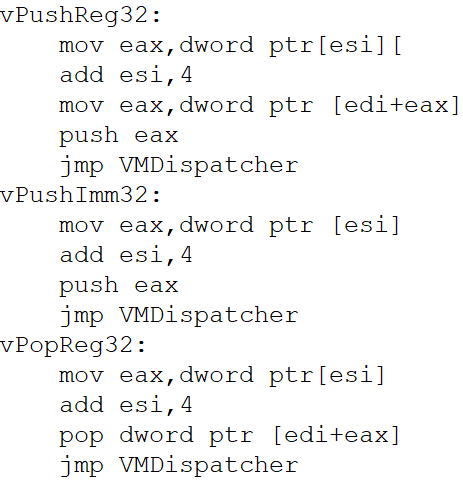 vPushReg32:
    mov eax,dword ptr[esi][
    add esi,4
    mov eax,dword ptr [edi+eax]
    push eax
    jmp VMDispatcher
vPushImm32:
    mov eax,dword ptr [esi]
    add esi,4
    push eax
    jmp VMDispatcher
vPopReg32:
    mov eax,dword ptr[esi]
    add esi,4
    pop dword ptr [edi+eax]
    jmp VMDispatcher